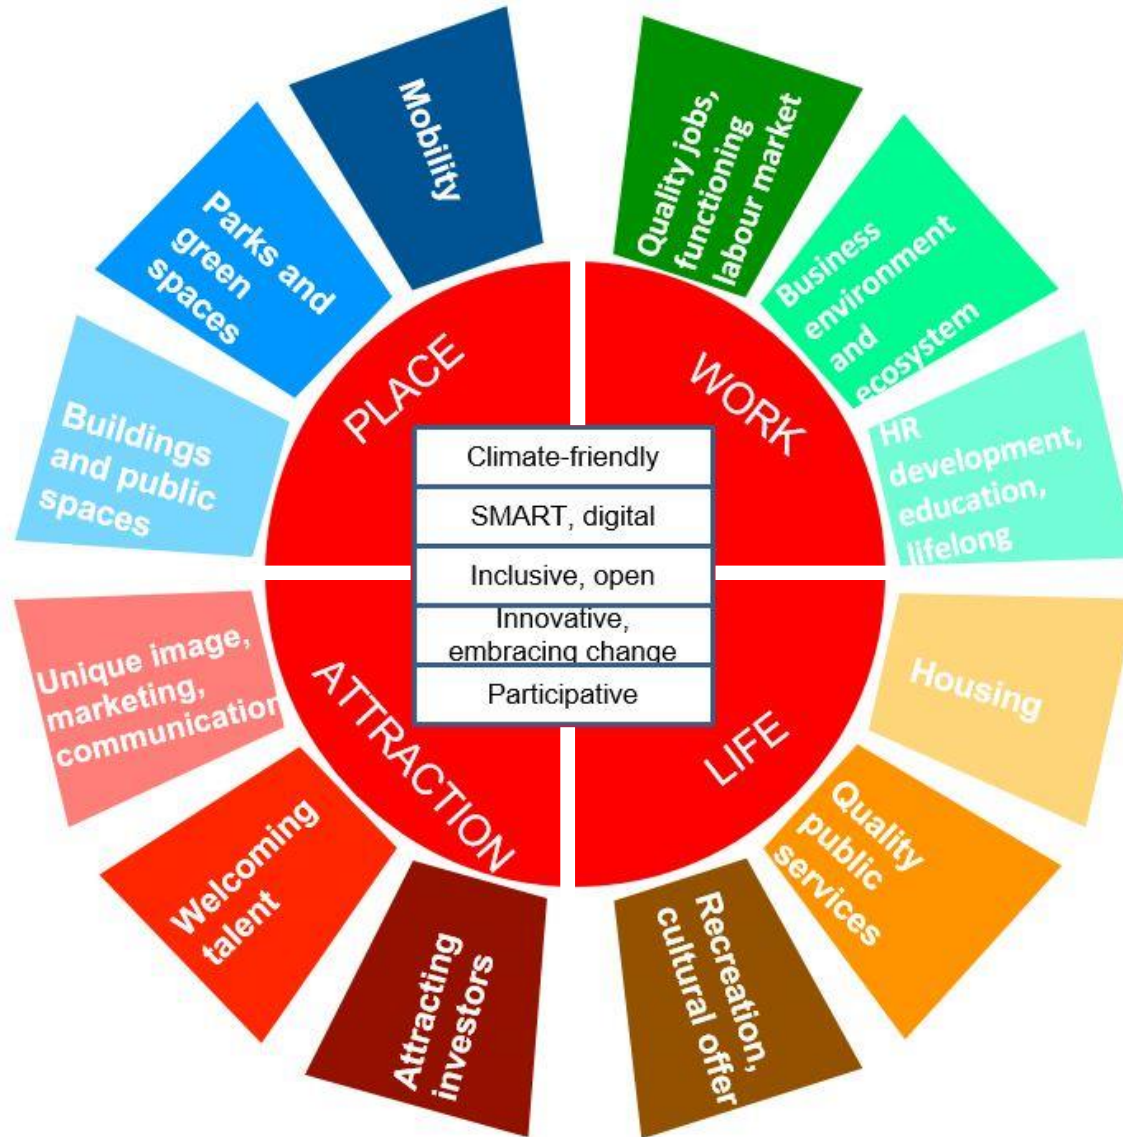 Mobility
Quality jobs,
functioning
labour market
Parks and
green
spaces
Business
environment
and
ecosystem
Buildings
and public
spaces
HR
development,
education,
lifelong
PLACE
WORK
Climate-friendly
SMART, digital
Inclusive, open
Innovative,
embracing change
Participative
ATTRACTION
LIFE
Unique image,
marketing,
communication
Housing
Welcoming
talent
Quality
public
services
Attracting
investors
Recreation,
cultural offer